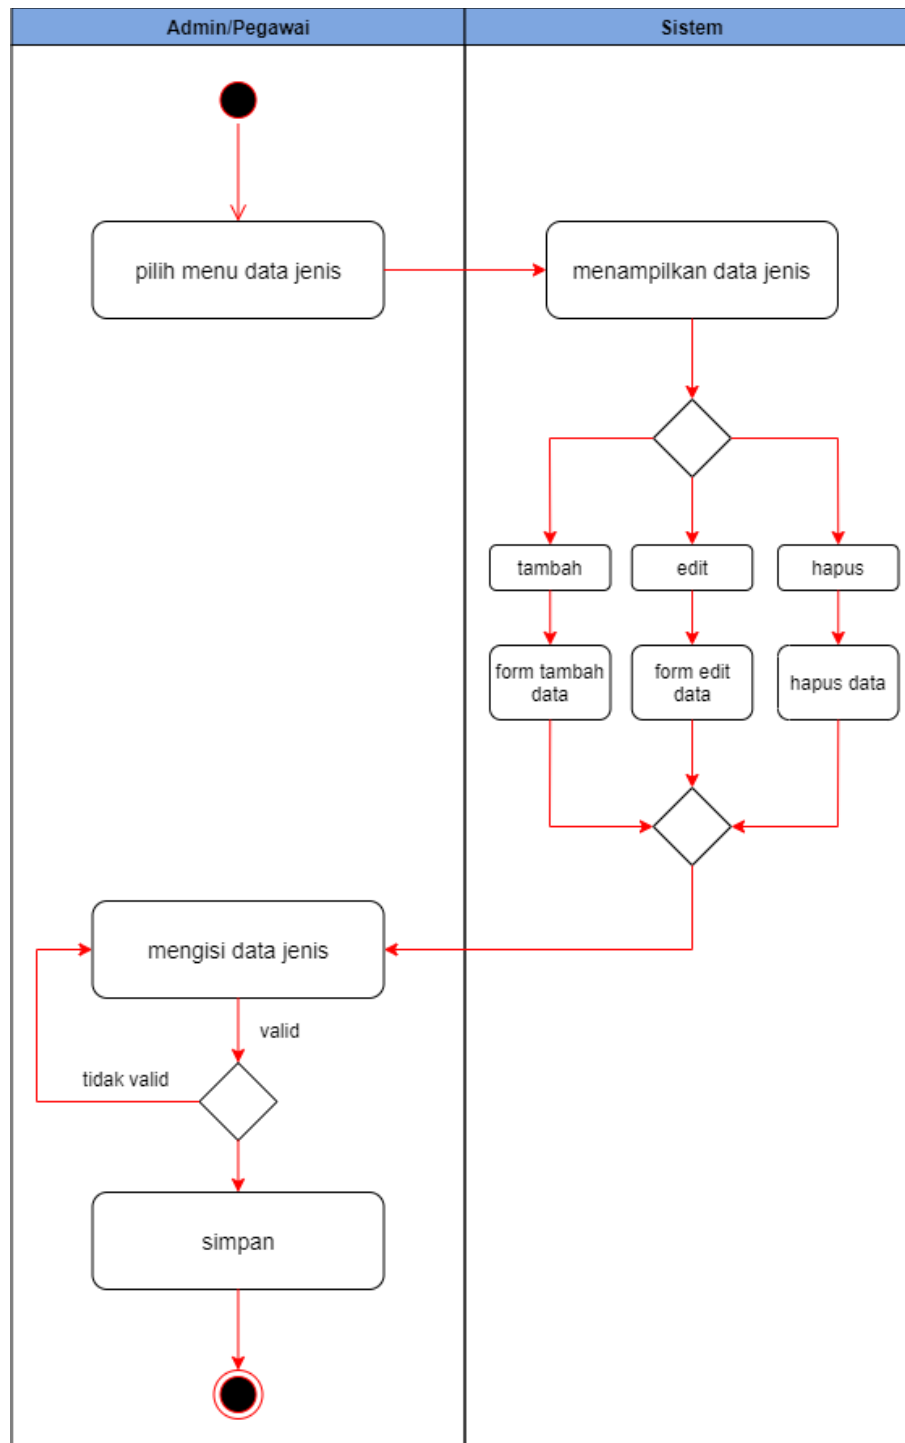 Admin/Pegawai
Sistem
pilih menu data jenis
menampilkan data jenis
tambah
edit
hapus
form tambah
data
form edit
data
hapus data
mengisi data jenis
valid
tidak valid
simpan